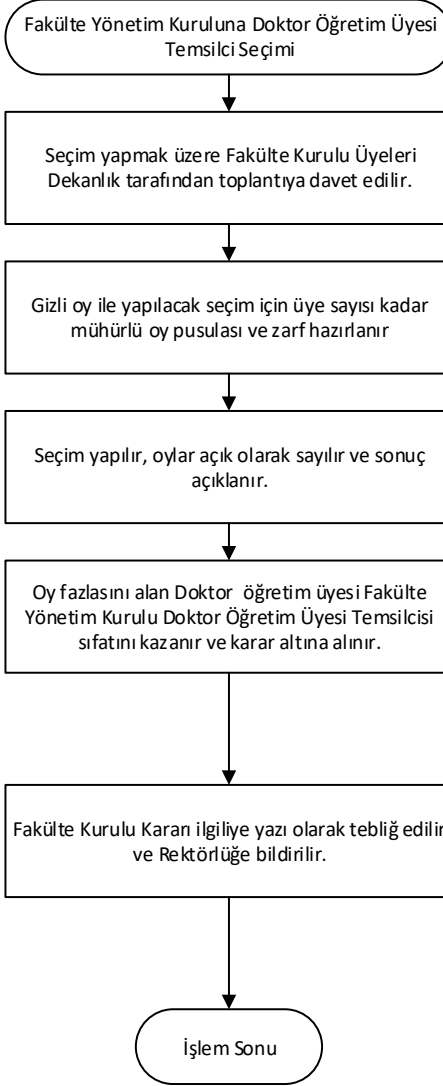 Fakülte Yönetim Kuruluna Doktor Öğretim Üyesi
Temsilci Seçimi
Seçim yapmak üzere Fakülte Kurulu Üyeleri
Dekanlık tarafından toplantıya davet edilir.
Gizli oy ile yapılacak seçim için üye sayısı kadar
mühürlü oy pusulası ve zarf hazırlanır
Seçim yapılır, oylar açık olarak sayılır ve sonuç
açıklanır.
Oy fazlasını alan Doktor öğretim üyesi Fakülte
Yönetim Kurulu Doktor Öğretim Üyesi Temsilcisi
sıfatını kazanır ve karar altına alınır.
Fakülte Kurulu Kararı ilgiliye yazı olarak tebliğ edilir
ve Rektörlüğe bildirilir.
İşlem Sonu